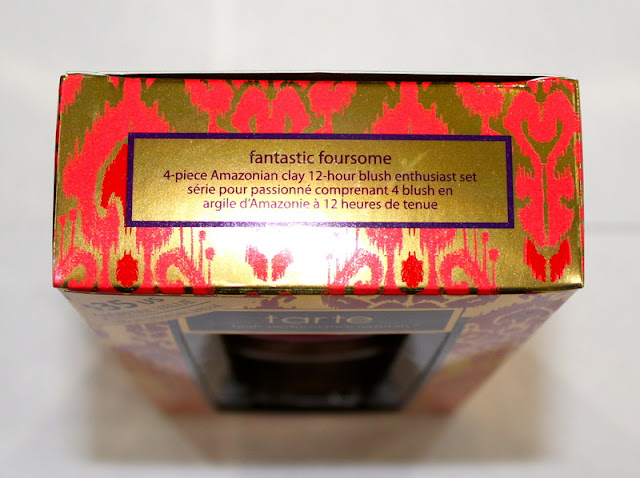 fantastic foursome
4-piece Amazonian clay 12-hour blush enthusiast set
série pour passionné comprenant 4 blush en
argile d'Amazonie à 12 heures de tenue
tarte